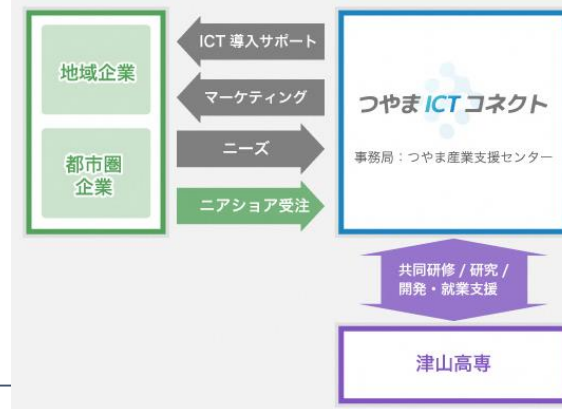 地域企業
都市圏
企業
ICT 導入サポート
マーケティング
ニーズ
ニアショア受注
つやま ICT コネクト
事務局：つやま産業支援センター
共同研修 / 研究 /
開発・就業支援
津山高専